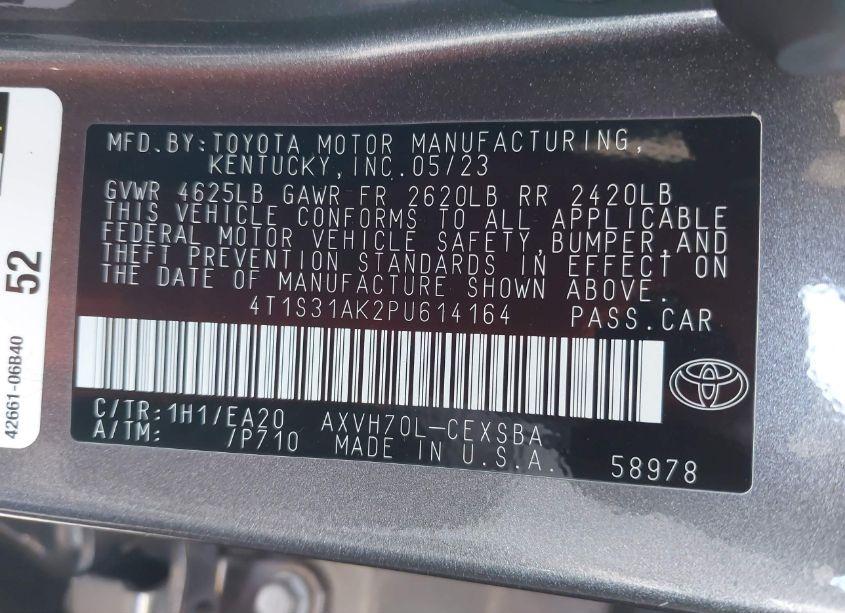 MFD.BY:TOYOTA MOTOR MANUFACTURING,
KENTUCKY,INC.05/23
GVWR 4625LB GAWR FR 2620LB RR 2420LB
THIS VEHICLE CONFORMS TO ALL APPLICABLE
FEDERAL MOTOR VEHICLE SAFETY,BUMPER,AND
THEFT PREVENTION STANDARDS IN EFFECT ON
THE DATE OF MANUFACTURE SHOWN ABOVE.
4T1S31AK2PU614164 PASS.CAR
C/TR:1H1/EA20 AXVH70L-CEXSBA
A/TM: /P710 MADE IN U.S.A. 58978
52
42661-06B40